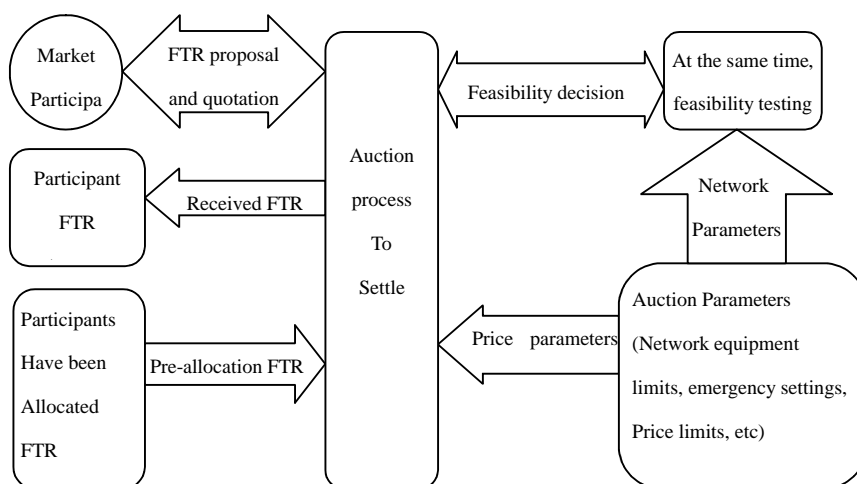 Market
Participa
FTR proposal
and quotation
Participant
FTR
Received FTR
Participants
Have been
Allocated
FTR
Pre-allocation FTR
Auction
process
To
Settle
Feasibility decision
At the same time,
feasibility testing
Network
Parameters
Price parameters
Auction Parameters
(Network equipment
limits, emergency settings,
Price limits, etc)